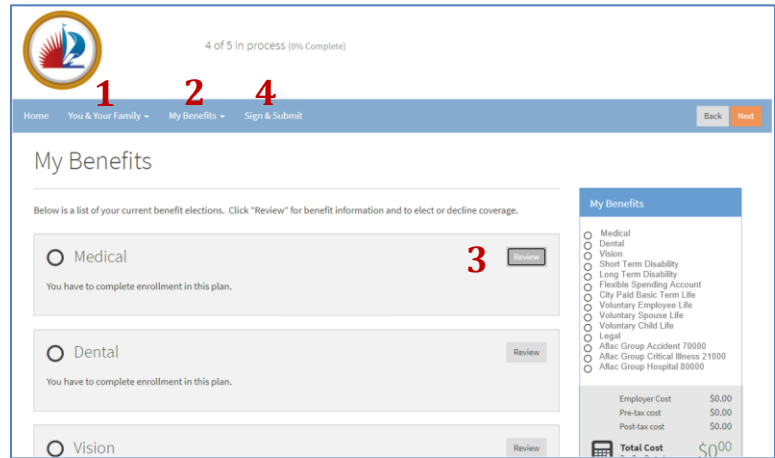 4 of 5 in process (0% Complete)
1 2 4
Home You & Your Family My Benefits Sign & Submit Back Next
My Benefits
Below is a list of your current benefit elections. Click "Review" for benefit information and to elect or decline coverage.
Medical 3 Review
You have to complete enrollment in this plan.
Dental Review
You have to complete enrollment in this plan.
Vision Review
My Benefits
Medical
Dental
Vision
Short Term Disability
Long Term Disability
Flexible Spending Account
City Paid Basic Term Life
Voluntary Employee Life
Voluntary Spouse Life
Voluntary Child Life
Legal
Aflac Group Accident 70000
Aflac Group Critical Illness 21000
Aflac Group Hospital 80000
Employer Cost $0.00
Pre-tax cost $0.00
Post-tax cost $0.00
Total Cost $0.00